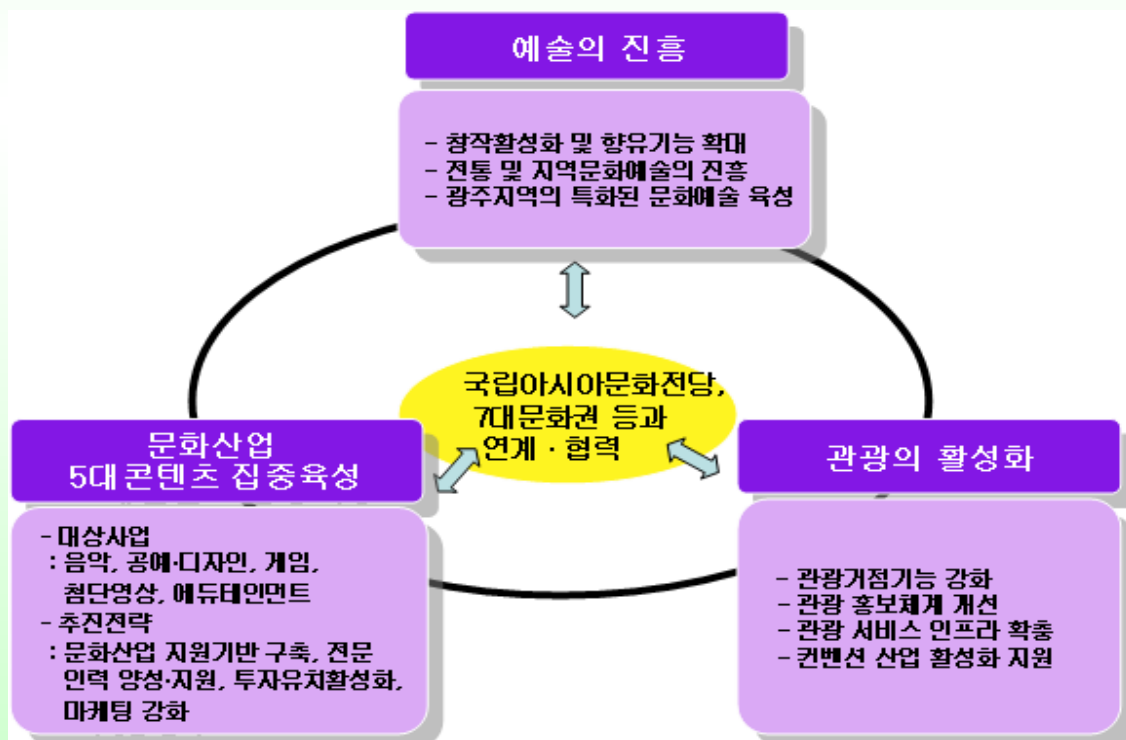 예술의 진흥
- 창작활성화 및 향유기능 확대
- 전통 및 지역문화예술의 진흥
- 광주지역의 특화된 문화예술 육성
국립아시아문화전당,
7대문화권 등과
연계 · 협력
문화산업
5대콘텐츠 집중육성
- 대상사업
: 음악, 공예·디자인, 게임,
첨단영상, 에듀테인먼트
- 추진전략
: 문화산업 지원기반 구축, 전문
인력 양성·지원, 투자유치활성화,
마케팅 강화
관광의 활성화
- 관광거점기능 강화
- 관광 홍보체계 개선
- 관광 서비스 인프라 확충
- 컨벤션 산업 활성화 지원